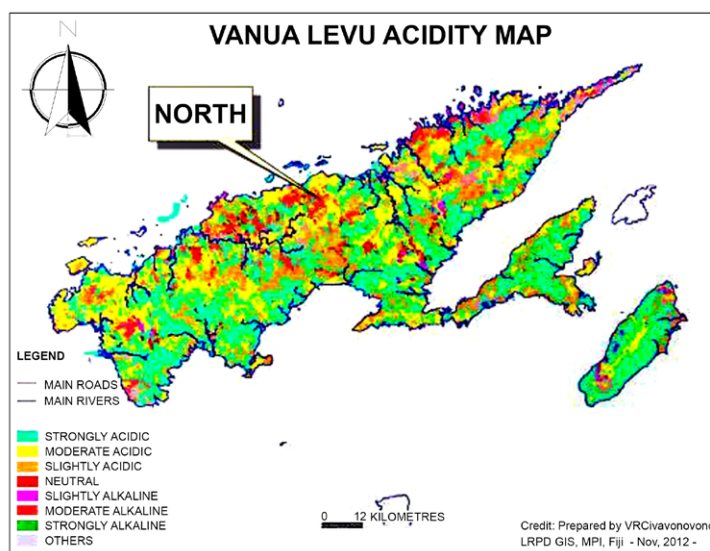 VANUA LEVU ACIDITY MAP
NORTH
LEGEND
MAIN ROADS
MAIN RIVERS
STRONGLY ACIDIC
MODERATE ACIDIC
SLIGHTLY ACIDIC
NEUTRAL
SLIGHTLY ALKALINE
MODERATE ALKALINE
STRONGLY ALKALINE
OTHERS
0 12 KILOMETRES
Credit: Prepared by VRCivavonovono
LRPD GIS, MPI, Fiji - Nov, 2012 -